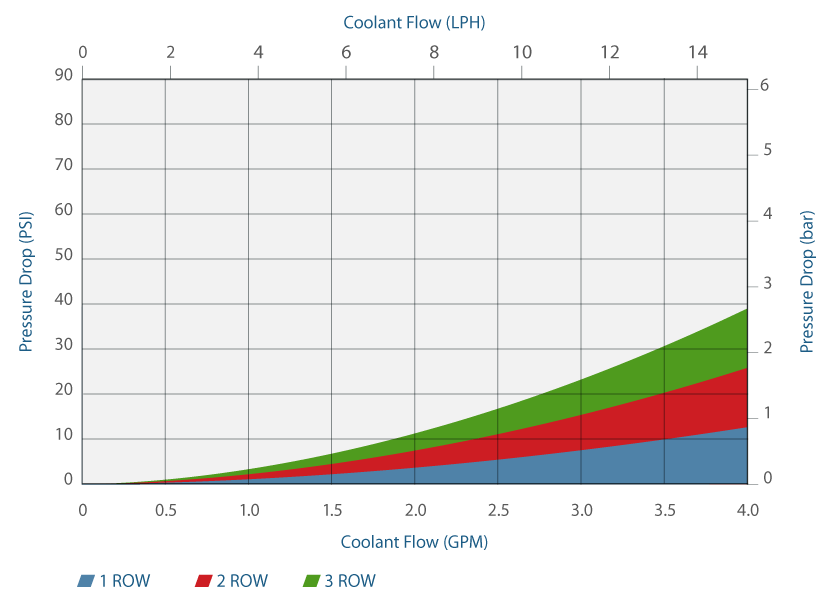 Coolant Flow (LPH)
0 2 4 6 8 10 12 14
90
80
70
60
50
40
30
20
10
0
Pressure Drop (PSI)
6
5
4
3
2
1
0
Pressure Drop (bar)
0 0.5 1.0 1.5 2.0 2.5 3.0 3.5 4.0
Coolant Flow (GPM)
1 ROW 2 ROW 3 ROW